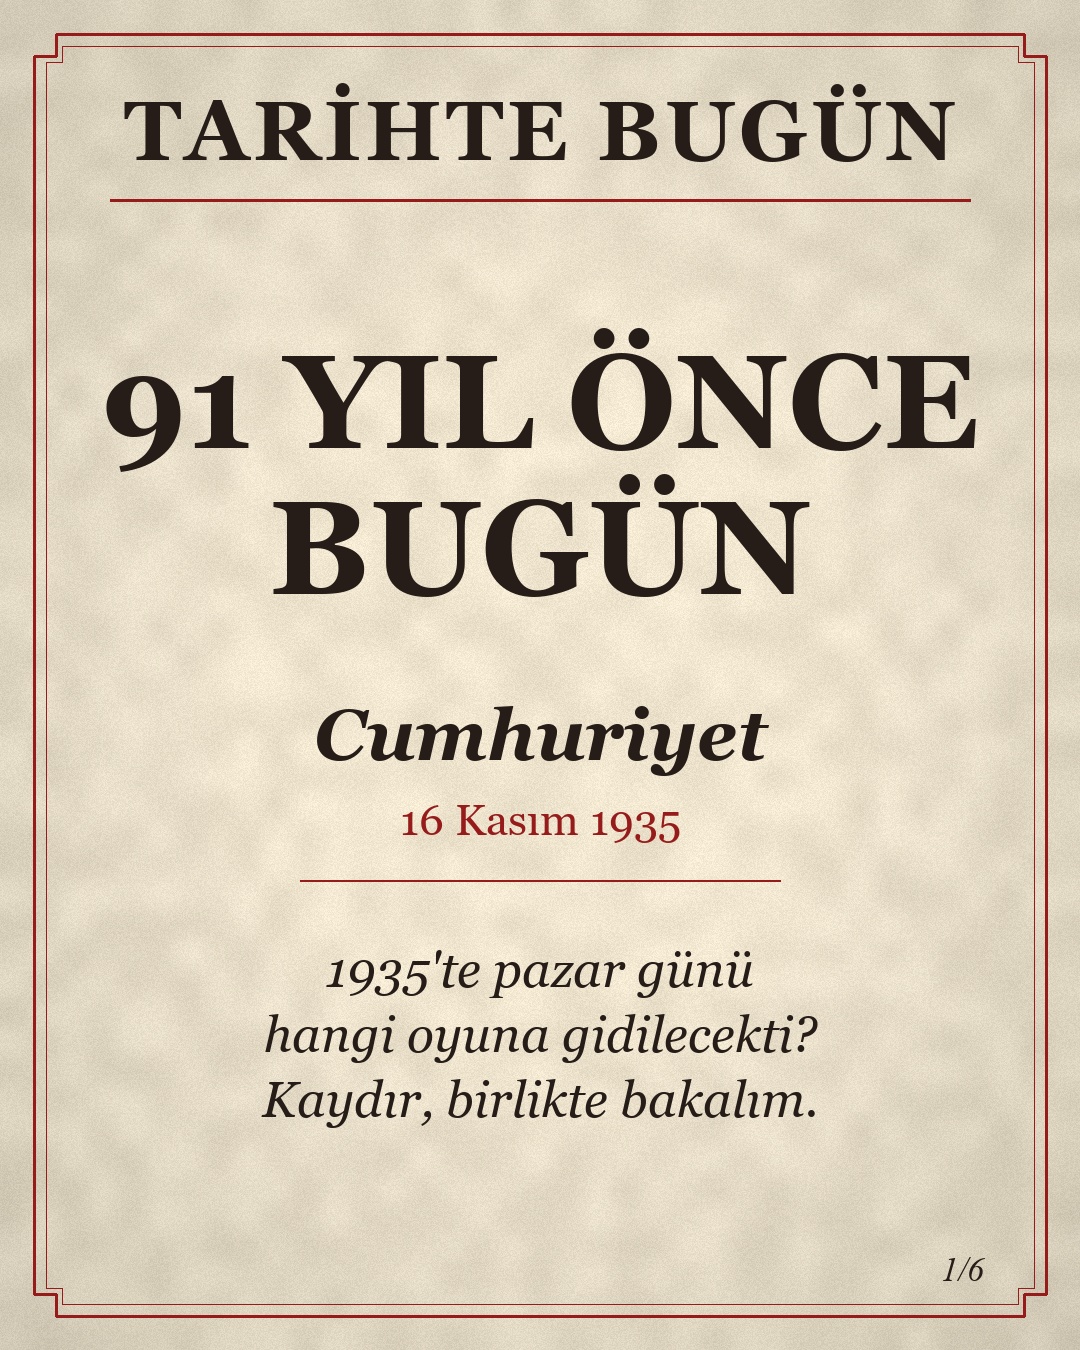 TARİHTE BUGÜN
91 YIL ÖNCE
BUGÜN
Cumhuriyet
16 Kasım 1935
1935'te pazar günü
hangi oyuna gidilecekti?
Kaydır, birlikte bakalım.
1/6